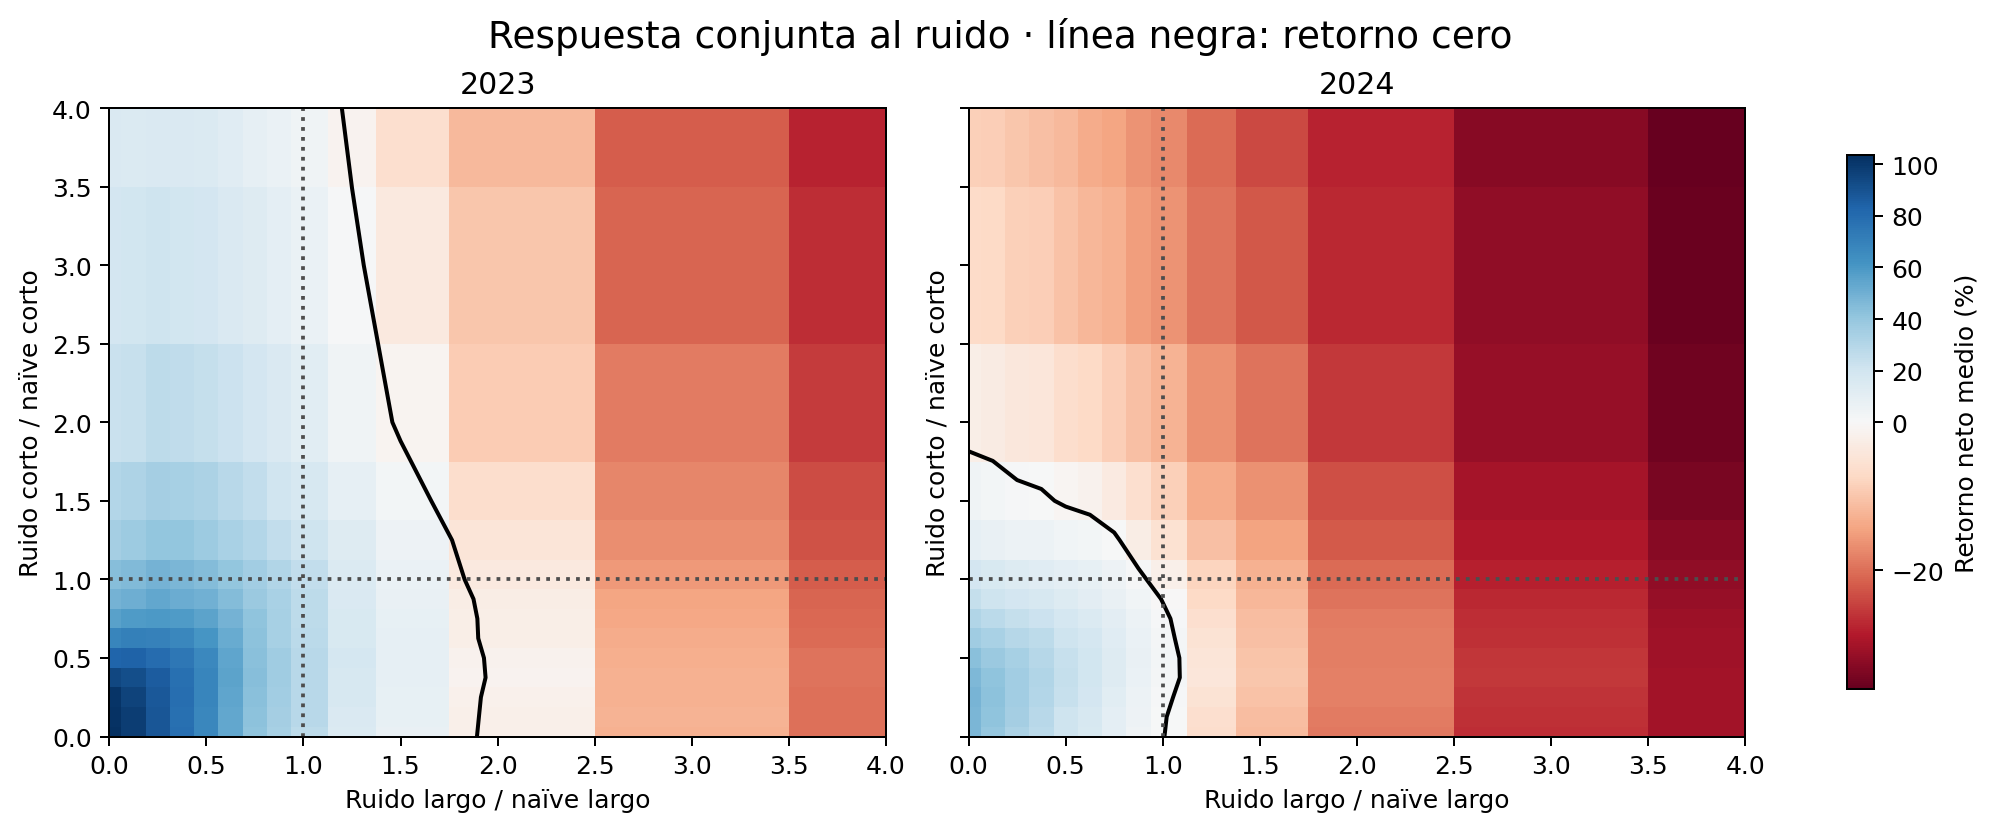 Respuesta conjunta al ruido · línea negra: retorno cero
2023
4.0
3.5
3.0
2.5
2.0
1.5
1.0
0.5
0.0
Ruido corto / naïve corto
0.0 0.5 1.0 1.5 2.0 2.5 3.0 3.5 4.0
Ruido largo / naïve largo
2024
Ruido corto / naïve corto
0.0 0.5 1.0 1.5 2.0 2.5 3.0 3.5 4.0
Ruido largo / naïve largo
100
80
60
40
20
0
−20
Retorno neto medio (%)